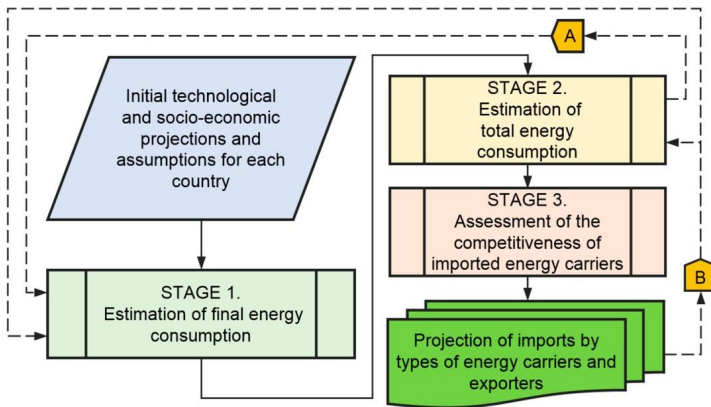 A
Initial technological
and socio-economic
projections and
assumptions for each
country
STAGE 1.
Estimation of final energy
consumption
STAGE 2.
Estimation of
total energy
consumption
STAGE 3.
Assessment of the
competitiveness of
imported energy carriers
B
Projection of imports by
types of energy carriers and
exporters